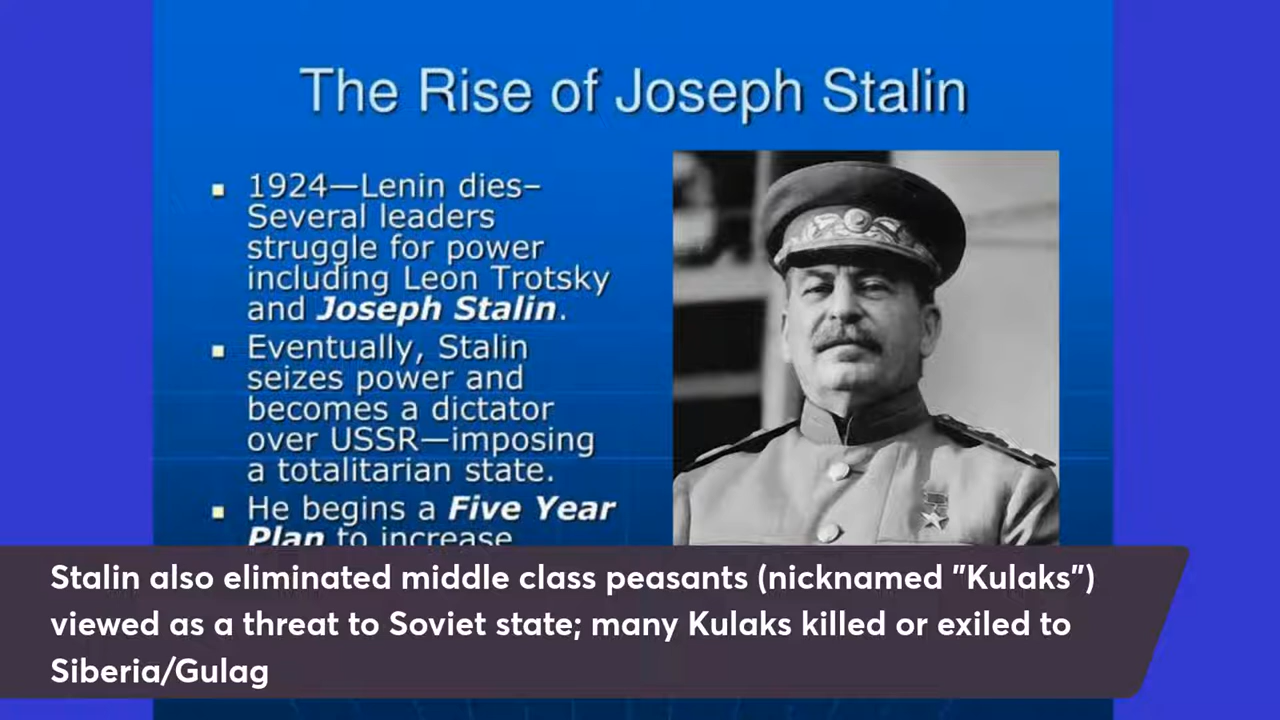 The Rise of Joseph Stalin
1924—Lenin dies–
Several leaders
struggle for power
including Leon Trotsky
and Joseph Stalin.
Eventually, Stalin
seizes power and
becomes a dictator
over USSR—imposing
a totalitarian state.
He begins a Five Year
Plan to increase
Stalin also eliminated middle class peasants (nicknamed "Kulaks")
viewed as a threat to Soviet state; many Kulaks killed or exiled to
Siberia/Gulag